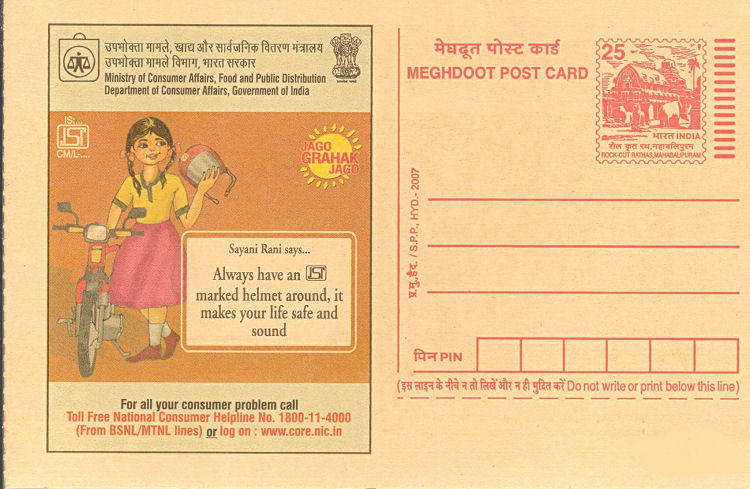 उपभोक्ता मामले, खाद्य और सार्वजनिक वितरण मंत्रालय
उपभोक्ता मामले विभाग, भारत सरकार
Ministry of Consumer Affairs, Food and Public Distribution
Department of Consumer Affairs, Government of India
IS:...
ISI
CM/L-....
JAGO
GRAHAK
JAGO
Sayani Rani says...
Always have an ISI
marked helmet around, it
makes your life safe and
sound
For all your consumer problem call
Toll Free National Consumer Helpline No. 1800-11-4000
(From BSNL/MTNL lines) or log on : www.core.nic.in
मेघदूत पोस्ट कार्ड
MEGHDOOT POST CARD
25
भारत INDIA
शैल कृत रथ, महाबलिपुरम
ROCK-CUT RATHAS, MAHABALIPURAM
प्र.मु.,हैद. / S.P.P., HYD.- 2007
पिन PIN
(इस लाइन के नीचे न तो लिखें और न ही मुद्रित करें Do not write or print below this line)